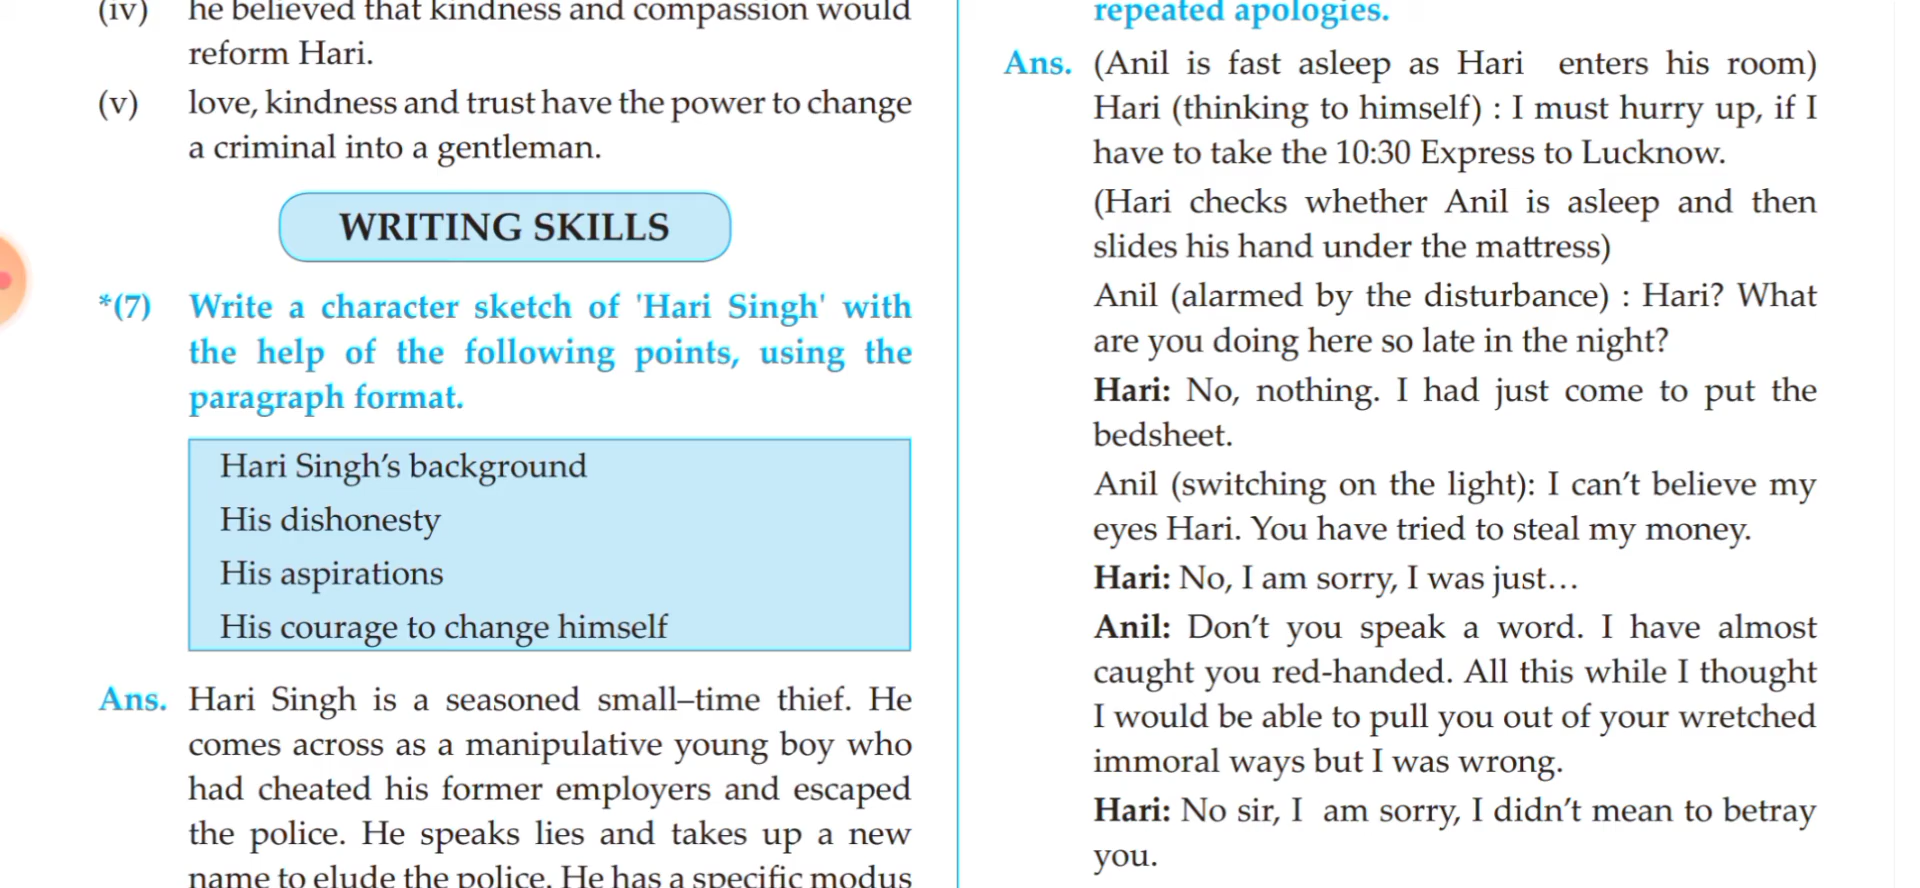 (iv) he believed that kindness and compassion would
reform Hari.
(v) love, kindness and trust have the power to change
a criminal into a gentleman.
WRITING SKILLS
*(7) Write a character sketch of 'Hari Singh' with
the help of the following points, using the
paragraph format.
Hari Singh's background
His dishonesty
His aspirations
His courage to change himself
Ans. Hari Singh is a seasoned small–time thief. He
comes across as a manipulative young boy who
had cheated his former employers and escaped
the police. He speaks lies and takes up a new
name to elude the police. He has a specific modus
repeated apologies.
Ans. (Anil is fast asleep as Hari enters his room)
Hari (thinking to himself) : I must hurry up, if I
have to take the 10:30 Express to Lucknow.
(Hari checks whether Anil is asleep and then
slides his hand under the mattress)
Anil (alarmed by the disturbance) : Hari? What
are you doing here so late in the night?
Hari: No, nothing. I had just come to put the
bedsheet.
Anil (switching on the light): I can't believe my
eyes Hari. You have tried to steal my money.
Hari: No, I am sorry, I was just…
Anil: Don't you speak a word. I have almost
caught you red-handed. All this while I thought
I would be able to pull you out of your wretched
immoral ways but I was wrong.
Hari: No sir, I am sorry, I didn't mean to betray
you.